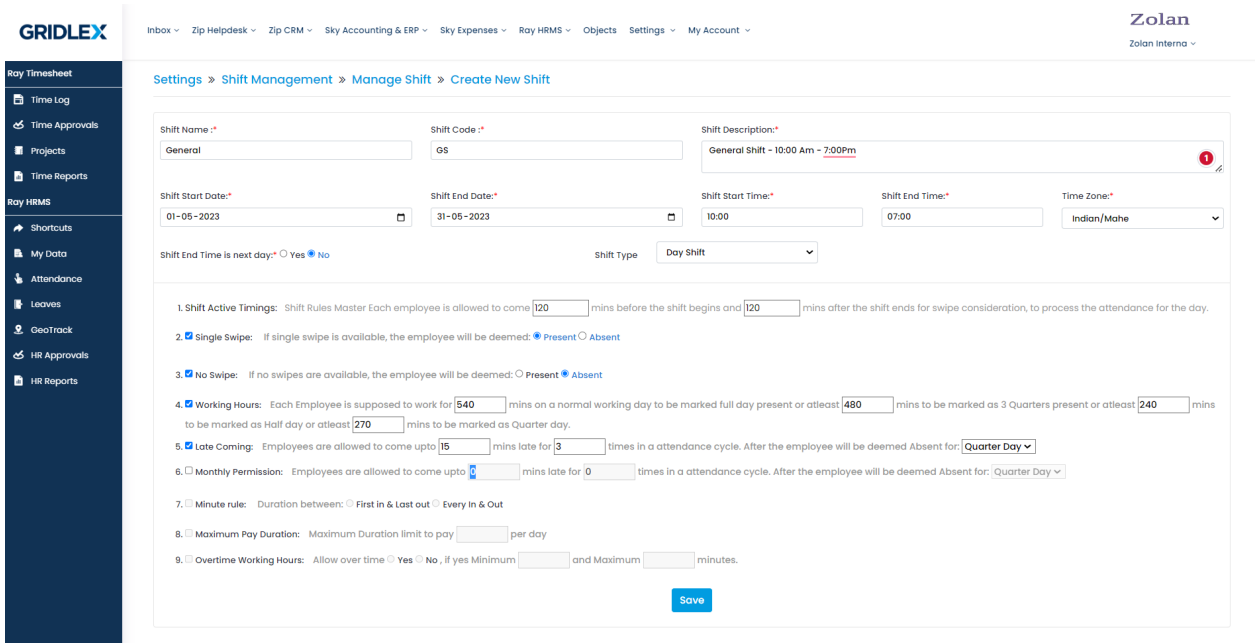 GRIDLEX
Inbox Zip Helpdesk Zip CRM Sky Accounting & ERP Sky Expenses Ray HRMS Objects Settings My Account
Zolan
Zolan Interna
Ray Timesheet
Time Log
Time Approvals
Projects
Time Reports
Ray HRMS
Shortcuts
My Data
Attendance
Leaves
GeoTrack
HR Approvals
HR Reports
Settings » Shift Management » Manage Shift » Create New Shift
Shift Name :* Shift Code :* Shift Description:*
General GS General Shift - 10:00 Am - 7:00Pm
1
Shift Start Date:* Shift End Date:* Shift Start Time:* Shift End Time:* Time Zone:*
01-05-2023 31-05-2023 10:00 07:00 Indian/Mahe
Shift End Time is next day:* Yes No Shift Type Day Shift
1. Shift Active Timings: Shift Rules Master Each employee is allowed to come 120 mins before the shift begins and 120 mins after the shift ends for swipe consideration, to process the attendance for the day.
2. Single Swipe: If single swipe is available, the employee will be deemed: Present Absent
3. No Swipe: If no swipes are available, the employee will be deemed: Present Absent
4. Working Hours: Each Employee is supposed to work for 540 mins on a normal working day to be marked full day present or atleast 480 mins to be marked as 3 Quarters present or atleast 240 mins
to be marked as Half day or atleast 270 mins to be marked as Quarter day.
5. Late Coming: Employees are allowed to come upto 15 mins late for 3 times in a attendance cycle. After the employee will be deemed Absent for: Quarter Day
6. Monthly Permission: Employees are allowed to come upto 0 mins late for 0 times in a attendance cycle. After the employee will be deemed Absent for: Quarter Day
7. Minute rule: Duration between: First in & Last out Every In & Out
8. Maximum Pay Duration: Maximum Duration limit to pay per day
9. Overtime Working Hours: Allow over time Yes No , if yes Minimum and Maximum minutes.
Save